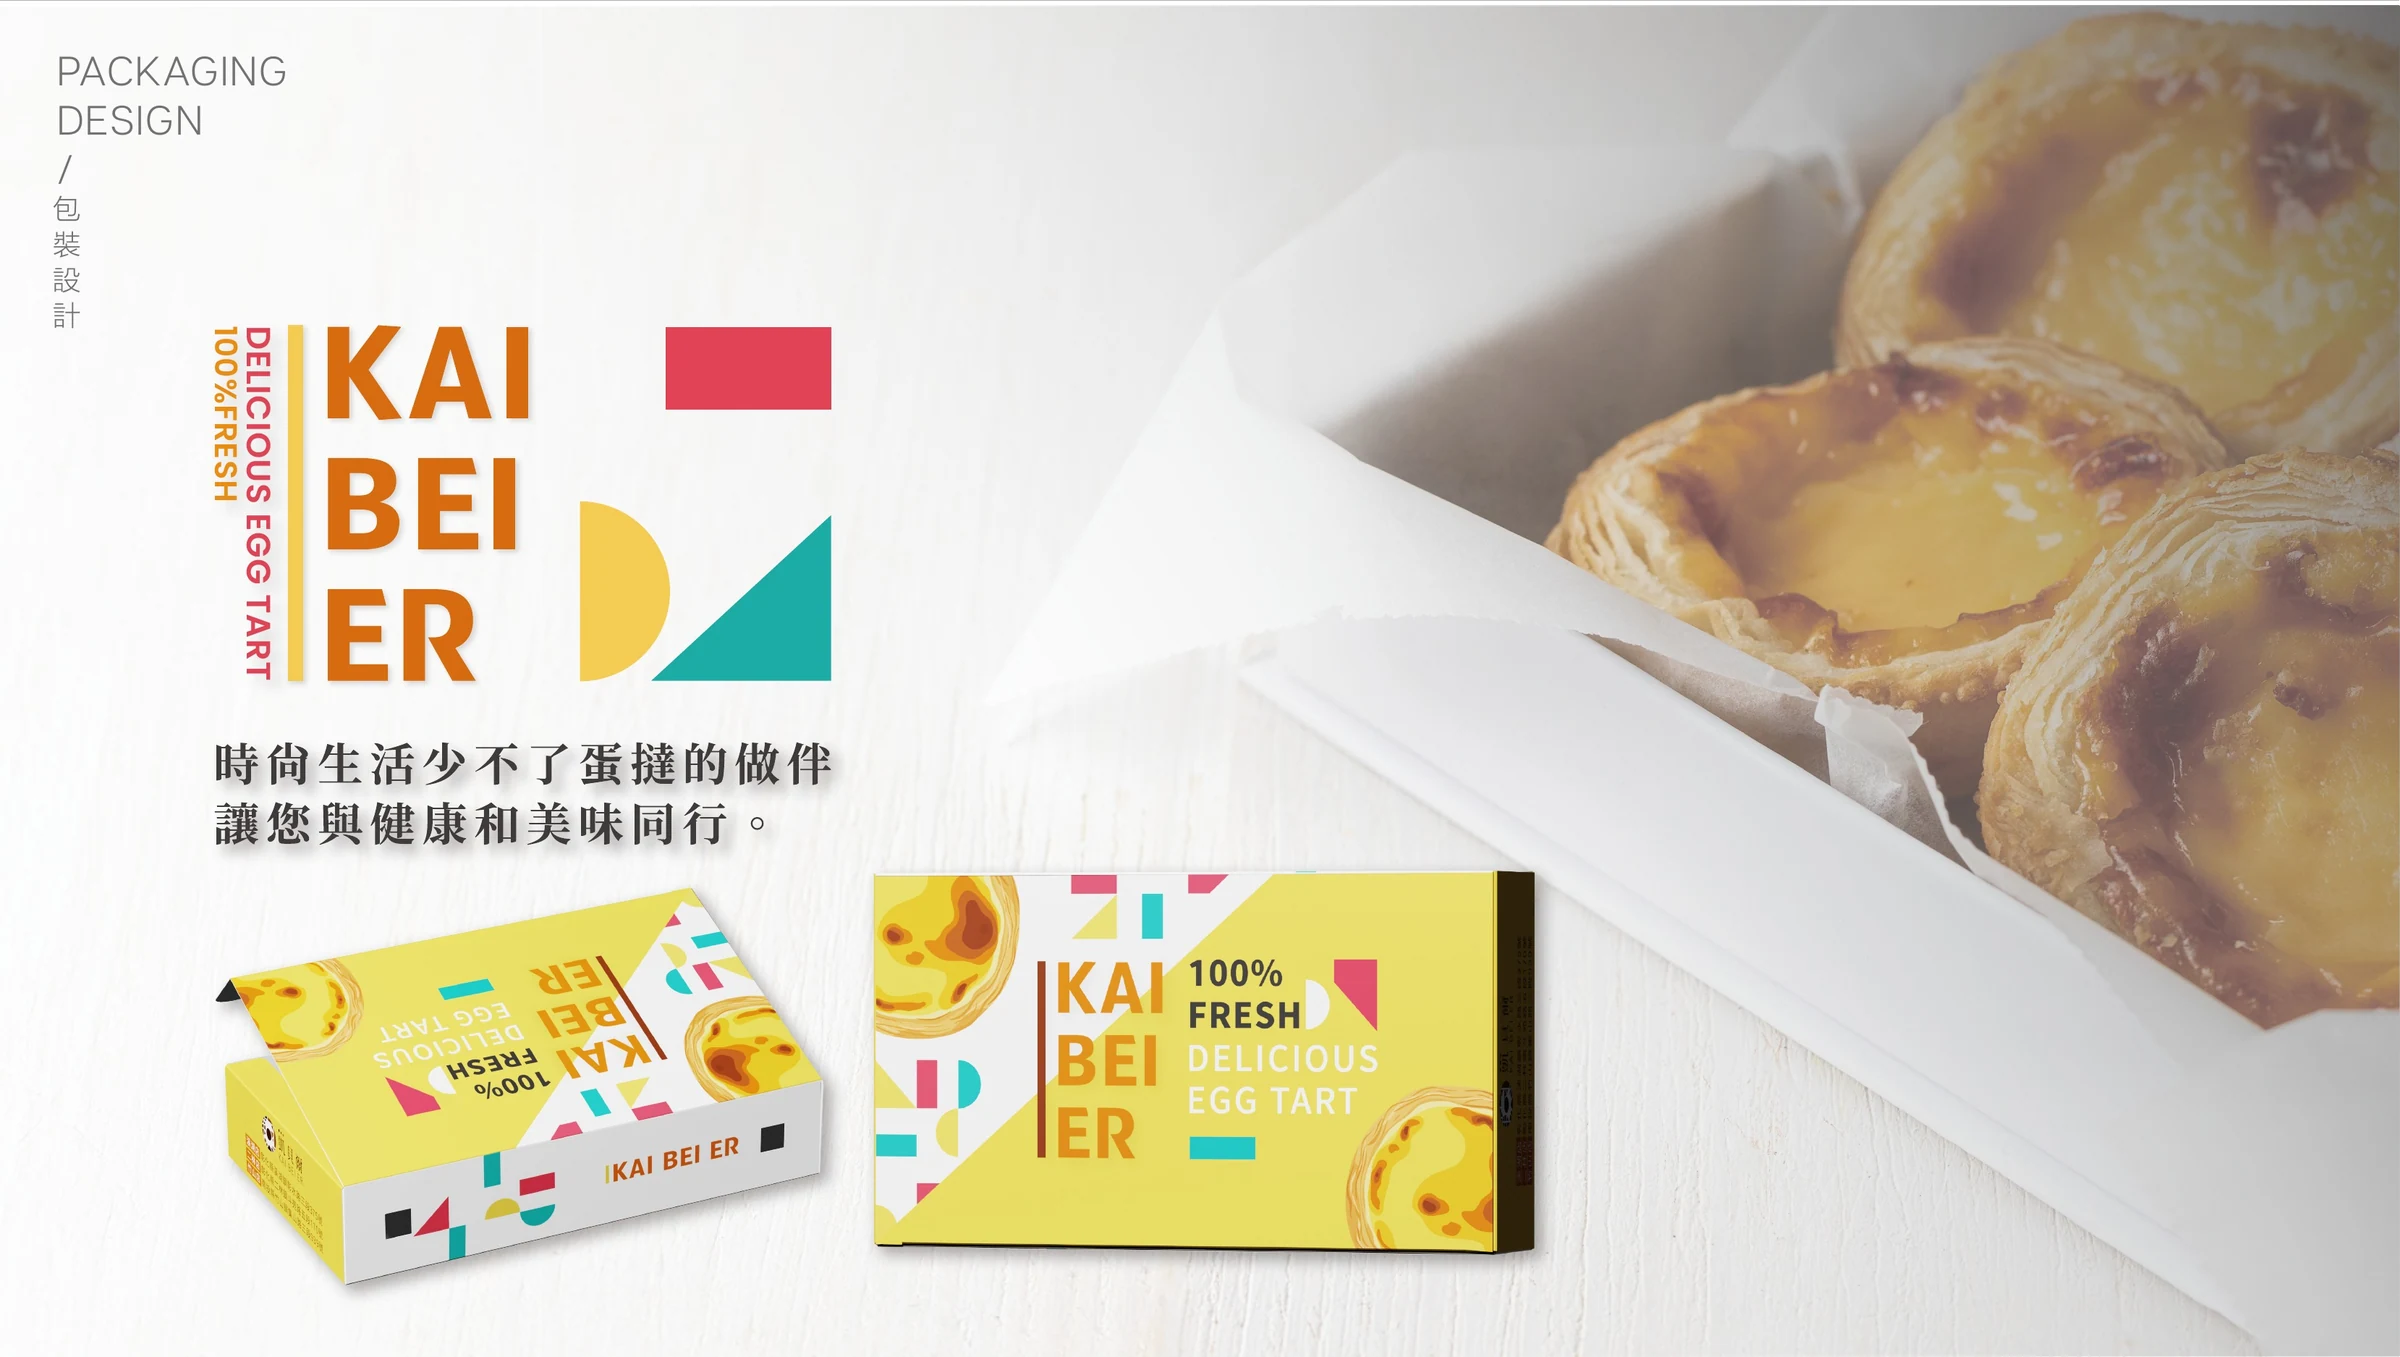 PACKAGING
DESIGN
/
包裝設計
KAI
BEI
ER
DELICIOUS EGG TART
100%FRESH
時尚生活少不了蛋撻的做伴
讓您與健康和美味同行。
KAI
BEI
ER
100%
FRESH
DELICIOUS
EGG TART
KAI BEI ER
KAI
BEI
ER
100%
FRESH
DELICIOUS
EGG TART